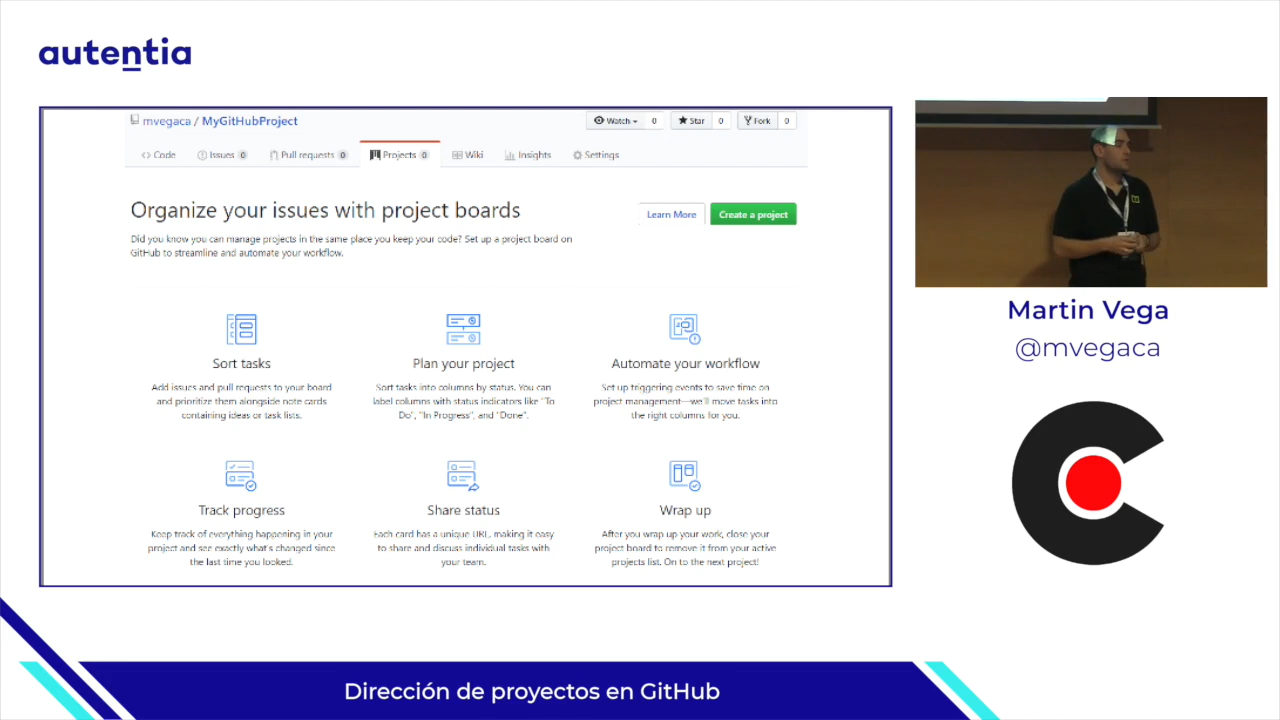 autentia
mvegaca / MyGitHubProject
Watch 0 Star 0 Fork 0
Code Issues 0 Pull requests 0 Projects 0 Wiki Insights Settings
Organize your issues with project boards
Learn More Create a project
Did you know you can manage projects in the same place you keep your code? Set up a project board on
GitHub to streamline and automate your workflow.
Sort tasks
Add issues and pull requests to your board
and prioritize them alongside note cards
containing ideas or task lists.
Plan your project
Sort tasks into columns by status. You can
label columns with status indicators like "To
Do", "In Progress", and "Done".
Automate your workflow
Set up triggering events to save time on
project management—we'll move tasks into
the right columns for you.
Track progress
Keep track of everything happening in your
project and see exactly what's changed since
the last time you looked.
Share status
Each card has a unique URL, making it easy
to share and discuss individual tasks with
your team.
Wrap up
After you wrap up your work, close your
project board to remove it from your active
projects list. On to the next project!
Martin Vega
@mvegaca
Dirección de proyectos en GitHub